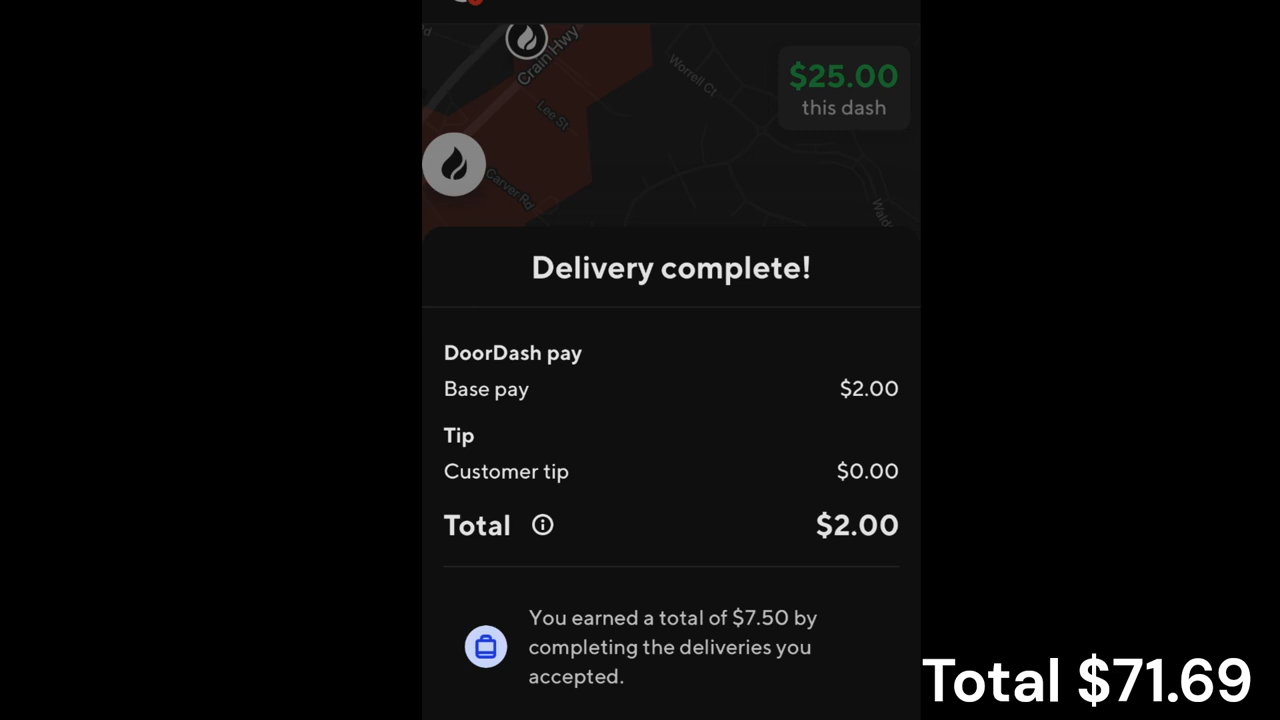 Crain Hwy
Worrell Ct
$25.00
this dash
Lee St
Carver Rd
Delivery complete!
DoorDash pay
Base pay $2.00
Tip
Customer tip $0.00
Total $2.00
You earned a total of $7.50 by
completing the deliveries you
accepted.
Total $71.69